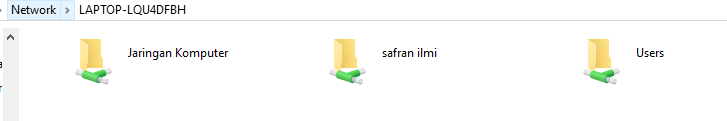 Network > LAPTOP-LQU4DFBH
Jaringan Komputer
safran ilmi
Users